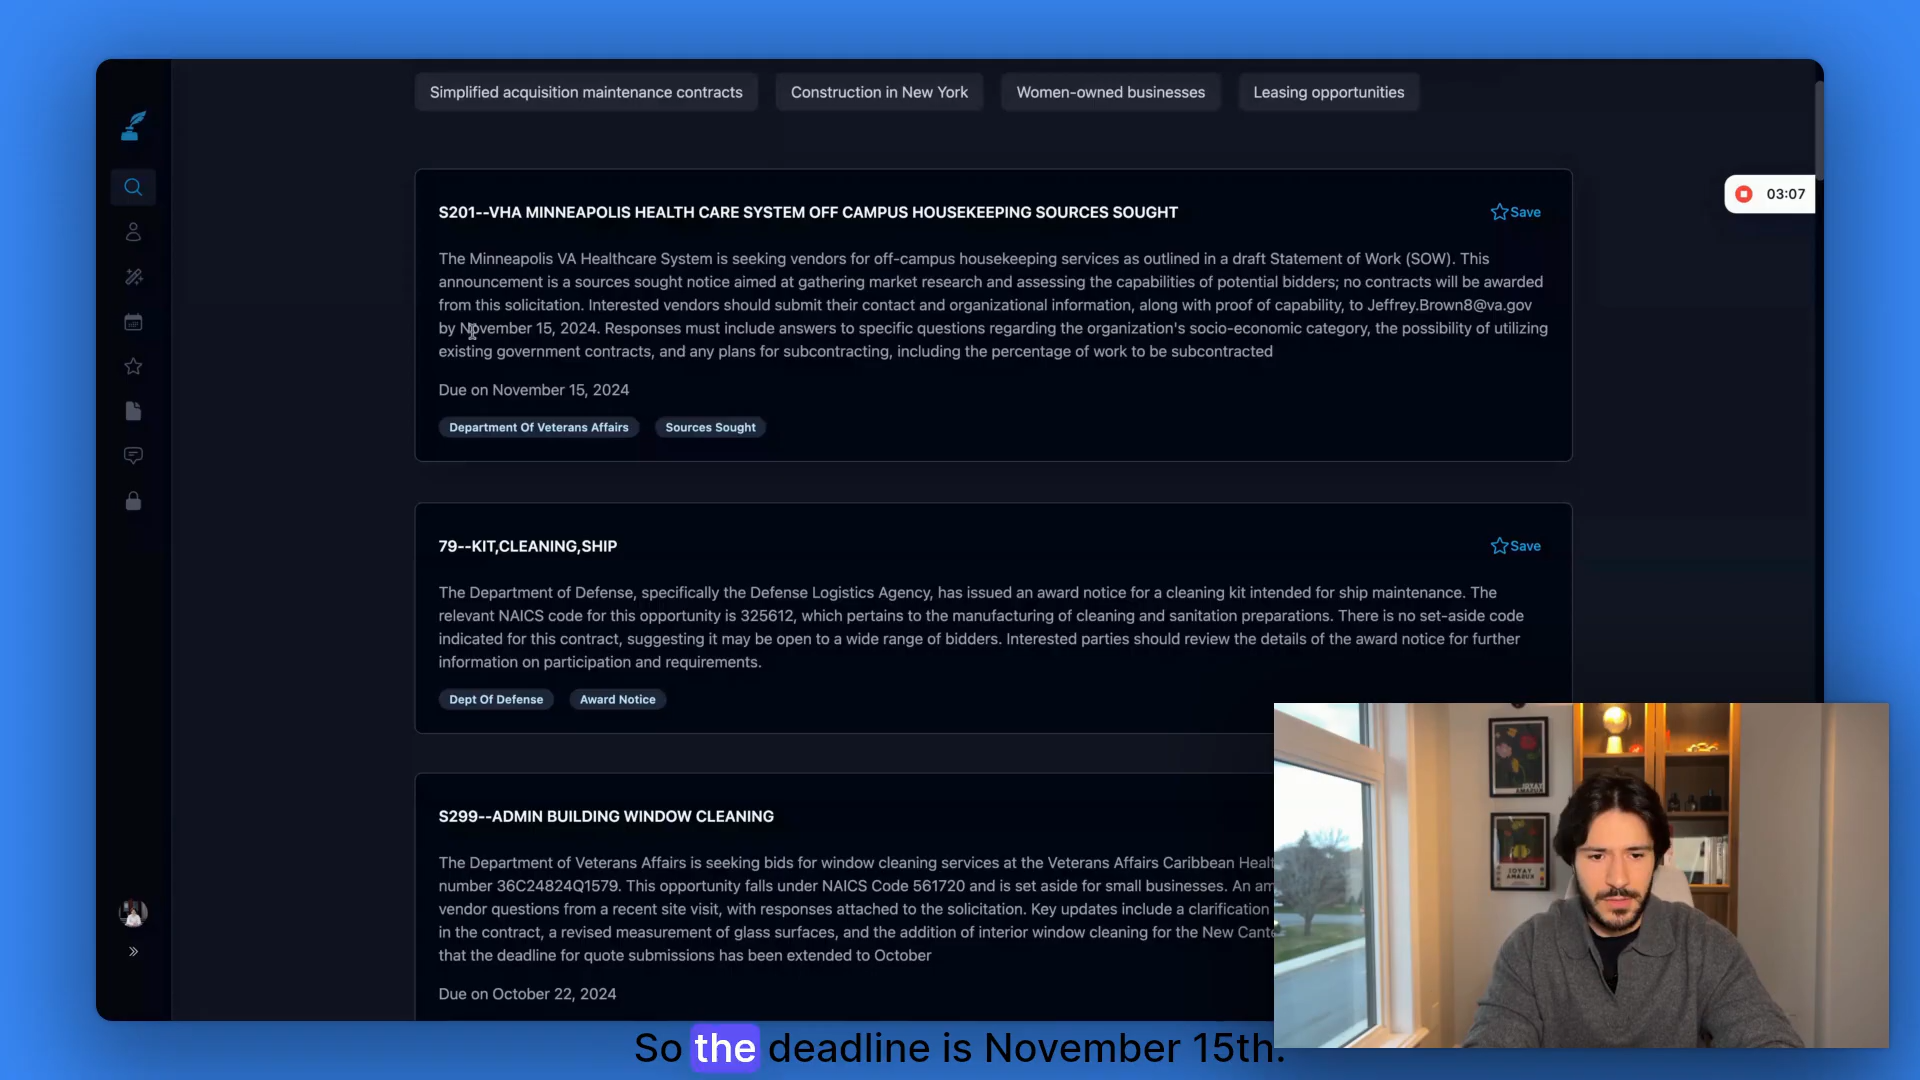 Simplified acquisition maintenance contracts
Construction in New York
Women-owned businesses
Leasing opportunities
03:07
S201--VHA MINNEAPOLIS HEALTH CARE SYSTEM OFF CAMPUS HOUSEKEEPING SOURCES SOUGHT
Save
The Minneapolis VA Healthcare System is seeking vendors for off-campus housekeeping services as outlined in a draft Statement of Work (SOW). This
announcement is a sources sought notice aimed at gathering market research and assessing the capabilities of potential bidders; no contracts will be awarded
from this solicitation. Interested vendors should submit their contact and organizational information, along with proof of capability, to Jeffrey.Brown8@va.gov
by November 15, 2024. Responses must include answers to specific questions regarding the organization's socio-economic category, the possibility of utilizing
existing government contracts, and any plans for subcontracting, including the percentage of work to be subcontracted
Due on November 15, 2024
Department Of Veterans Affairs
Sources Sought
79--KIT,CLEANING,SHIP
Save
The Department of Defense, specifically the Defense Logistics Agency, has issued an award notice for a cleaning kit intended for ship maintenance. The
relevant NAICS code for this opportunity is 325612, which pertains to the manufacturing of cleaning and sanitation preparations. There is no set-aside code
indicated for this contract, suggesting it may be open to a wide range of bidders. Interested parties should review the details of the award notice for further
information on participation and requirements.
Dept Of Defense
Award Notice
S299--ADMIN BUILDING WINDOW CLEANING
The Department of Veterans Affairs is seeking bids for window cleaning services at the Veterans Affairs Caribbean
number 36C24824Q1579. This opportunity falls under NAICS Code 561720 and is set aside for small businesses. An
vendor questions from a recent site visit, with responses attached to the solicitation. Key updates include a clarification
in the contract, a revised measurement of glass surfaces, and the addition of interior window cleaning for the New
that the deadline for quote submissions has been extended to October
Due on October 22, 2024
So the deadline is November 15th.